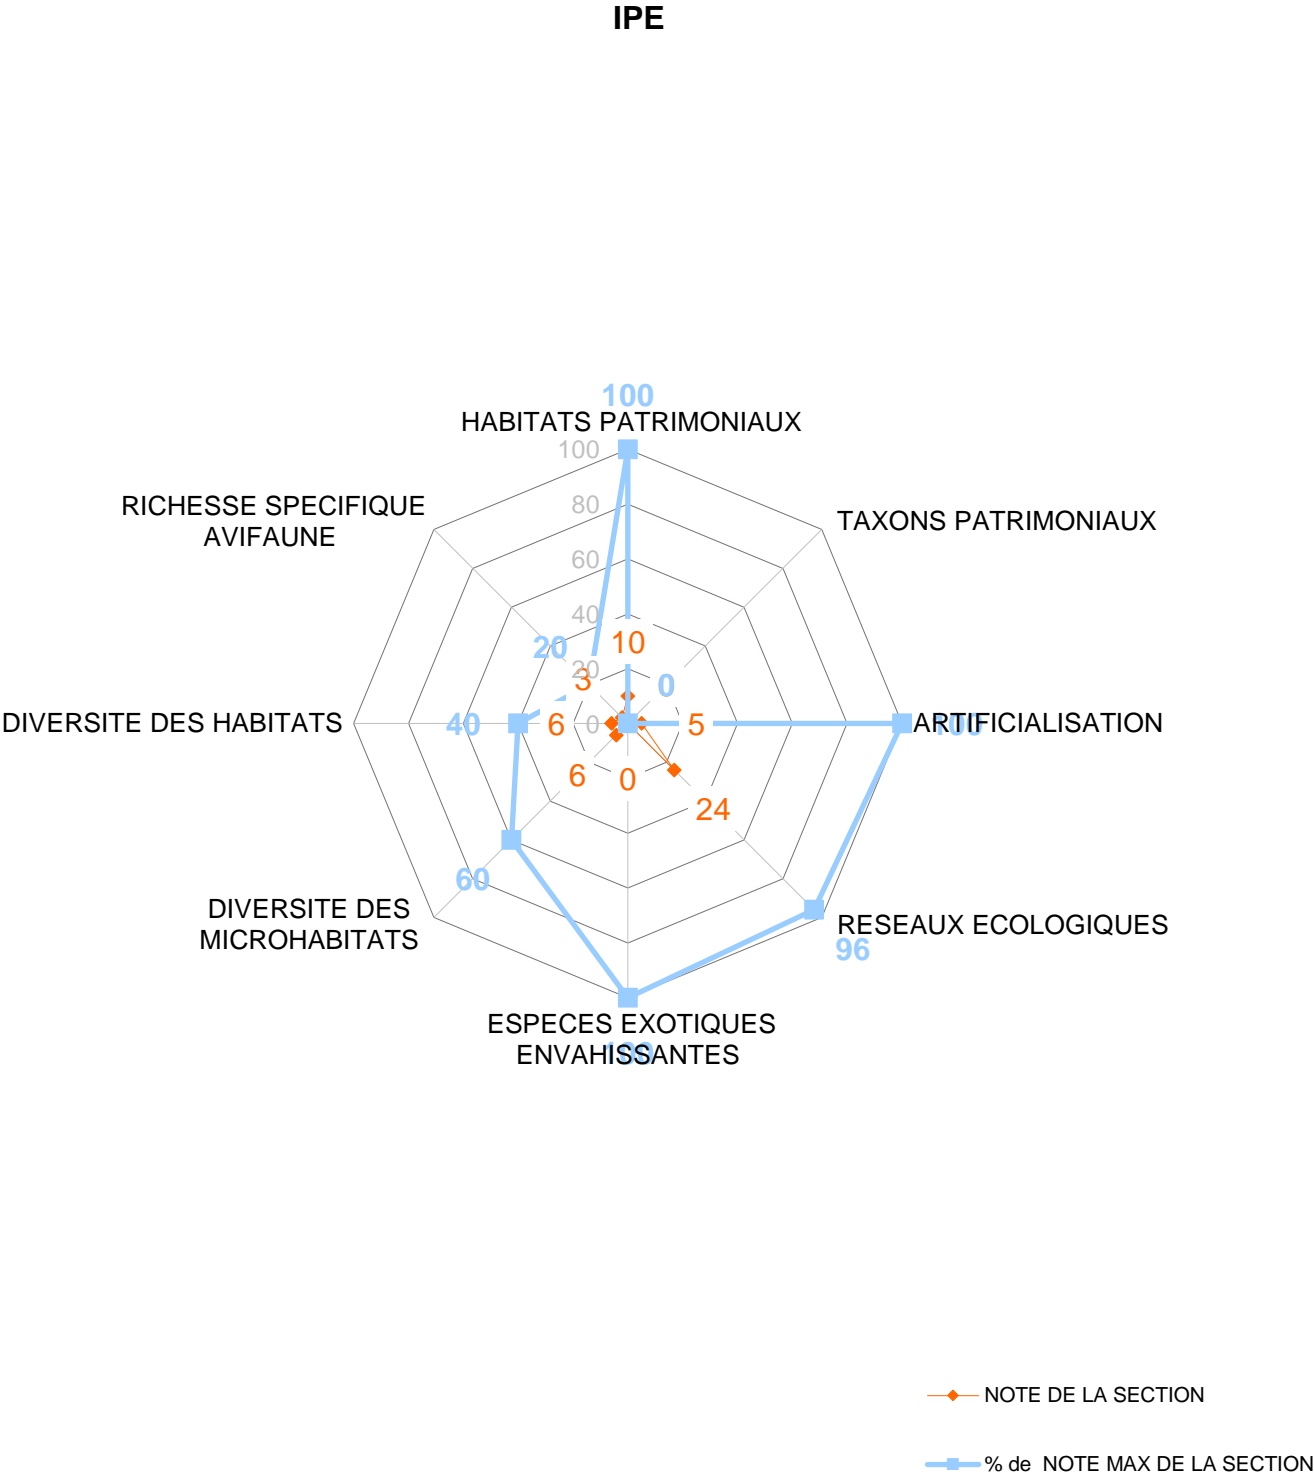 IPE
100
HABITATS PATRIMONIAUX
100
RICHESSE SPECIFIQUE
AVIFAUNE
80
TAXONS PATRIMONIAUX
60
40
10
20
20
3
0
DIVERSITE DES HABITATS
40
6
0
5
100
ARTIFICIALISATION
6
0
24
60
DIVERSITE DES
MICROHABITATS
RESEAUX ECOLOGIQUES
96
ESPECES EXOTIQUES
ENVAHISSANTES
100
NOTE DE LA SECTION
% de NOTE MAX DE LA SECTION